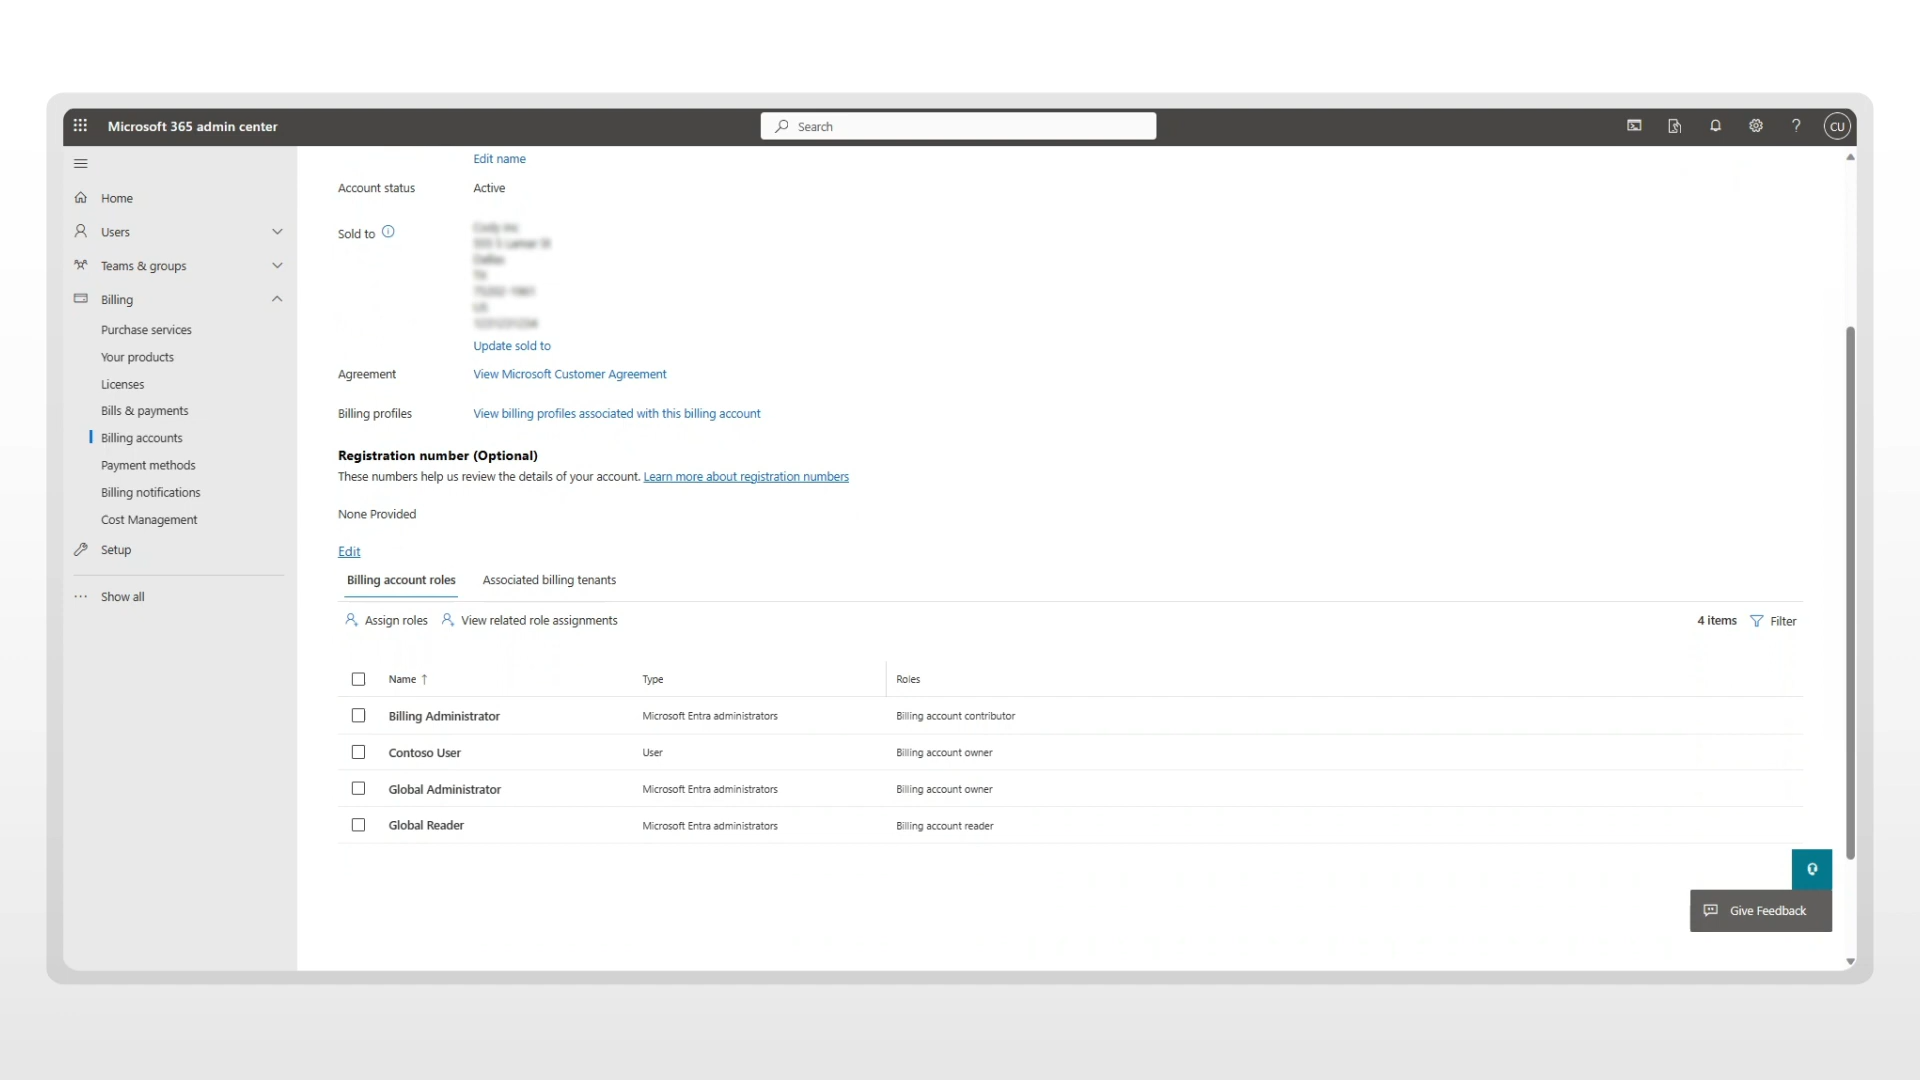 Microsoft 365 admin center
Search
CU
Home
Users
Teams & groups
Billing
Purchase services
Your products
Licenses
Bills & payments
Billing accounts
Payment methods
Billing notifications
Cost Management
Setup
Show all
Edit name
Account status Active
Sold to
Update sold to
Agreement View Microsoft Customer Agreement
Billing profiles View billing profiles associated with this billing account
Registration number (Optional)
These numbers help us review the details of your account. Learn more about registration numbers
None Provided
Edit
Billing account roles Associated billing tenants
Assign roles View related role assignments 4 items Filter
Name ↑ Type Roles
Billing Administrator Microsoft Entra administrators Billing account contributor
Contoso User User Billing account owner
Global Administrator Microsoft Entra administrators Billing account owner
Global Reader Microsoft Entra administrators Billing account reader
Give Feedback